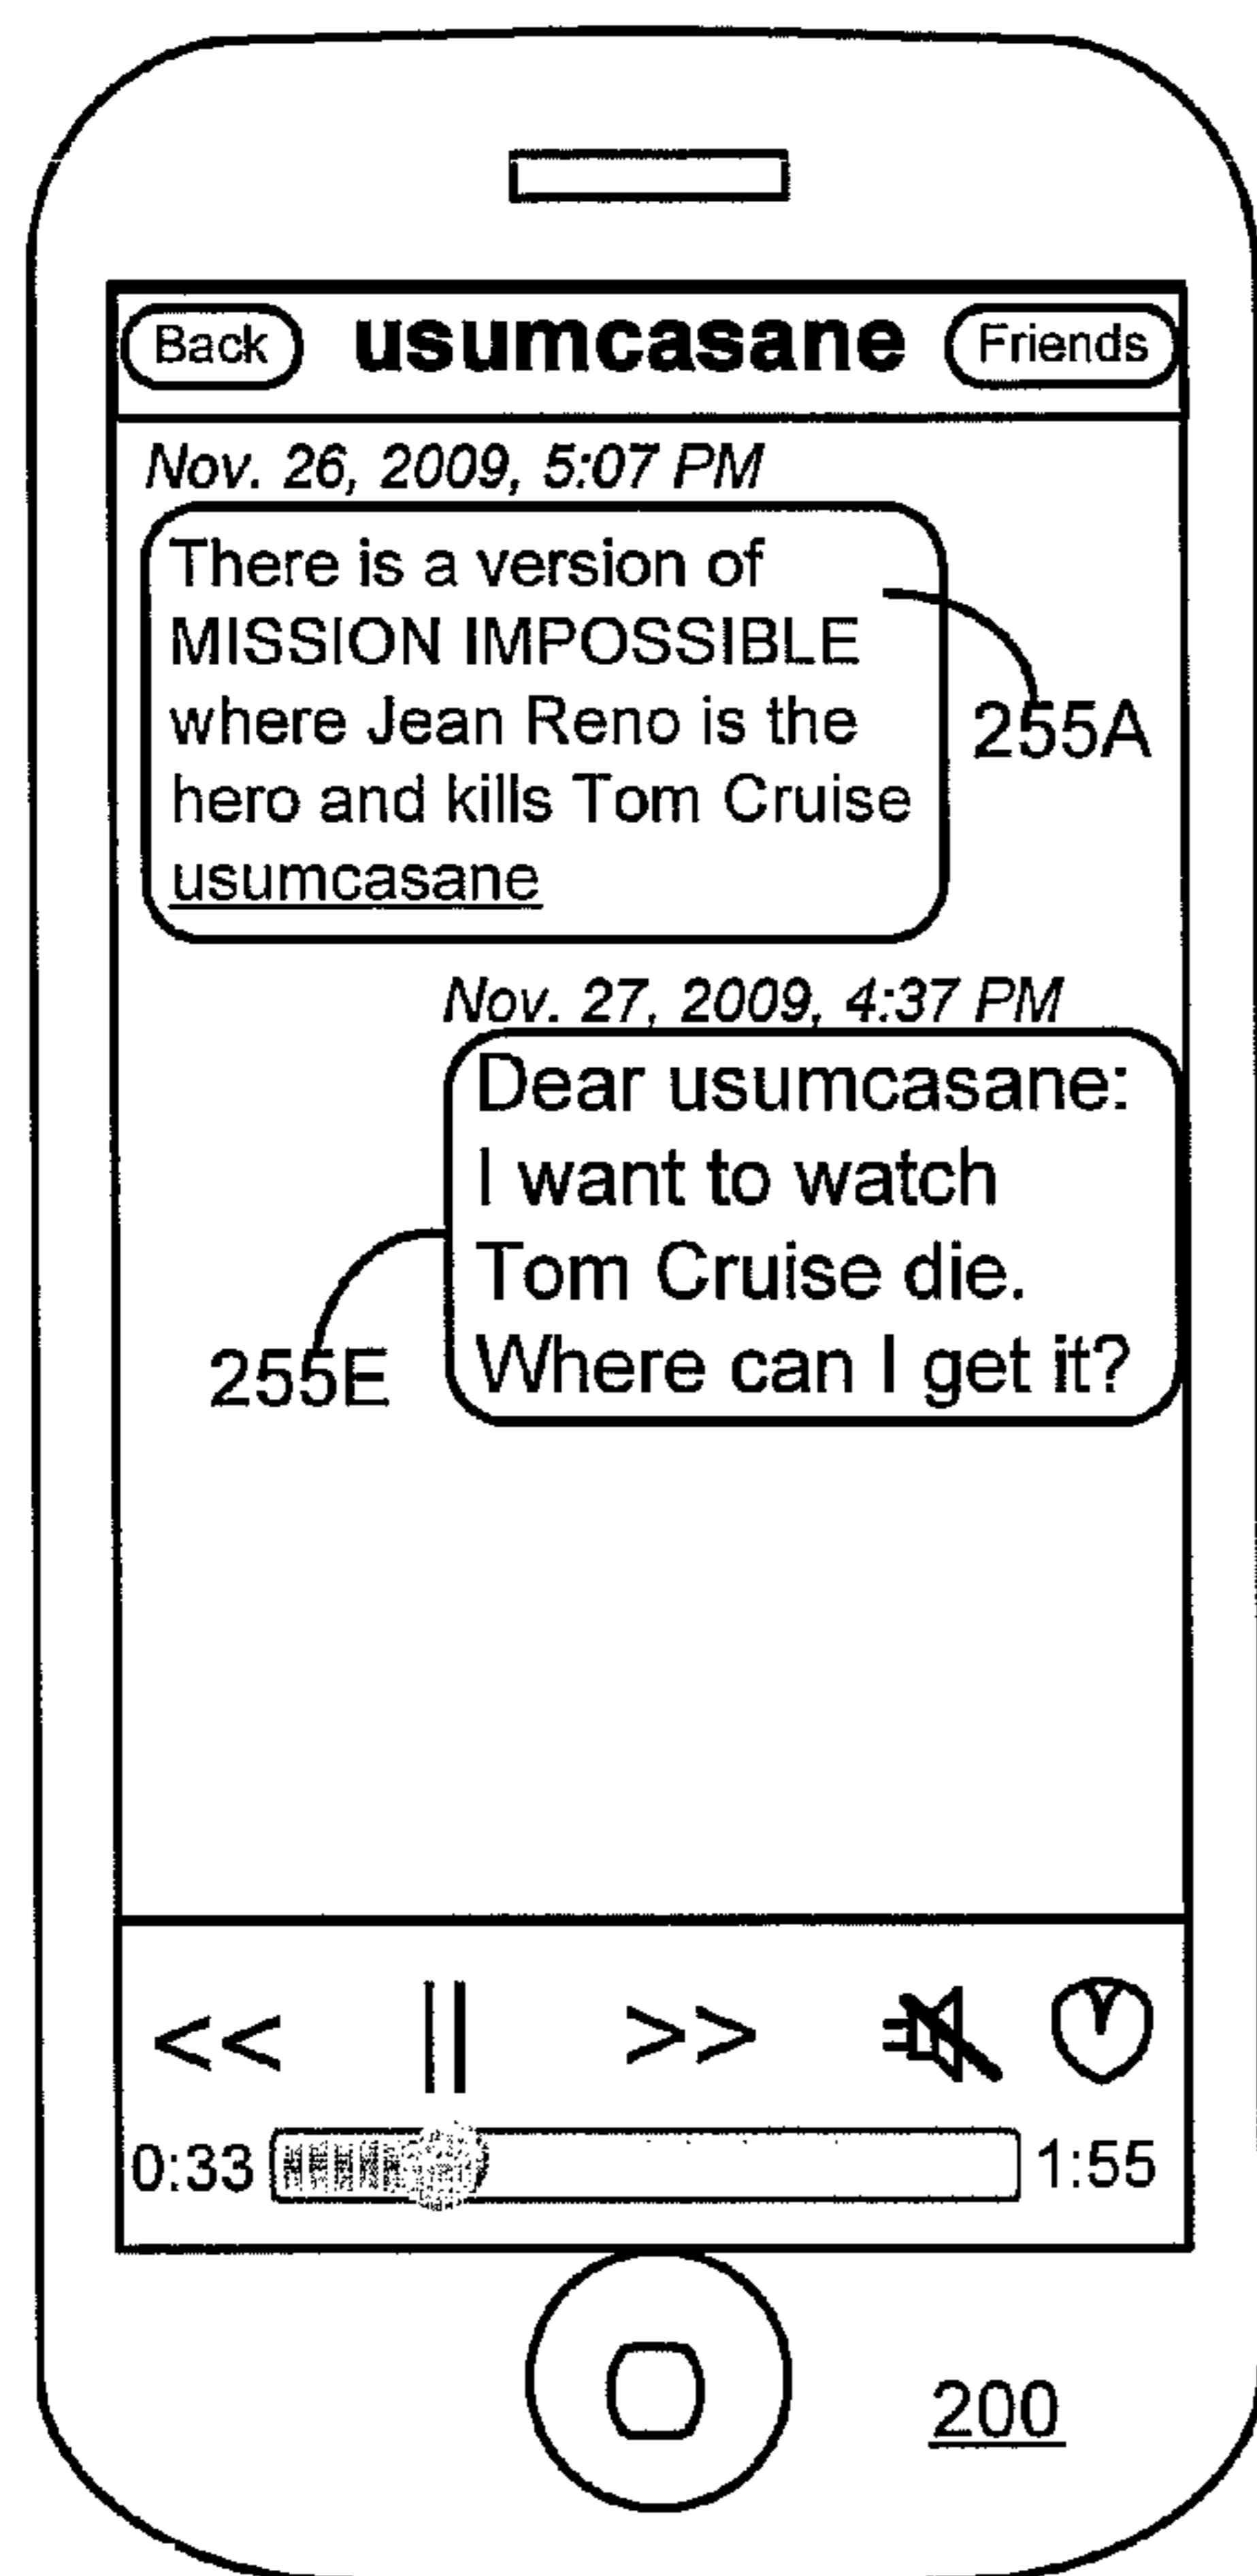 Back usumcasane Friends
Nov. 26, 2009, 5:07 PM
There is a version of
MISSION IMPOSSIBLE
where Jean Reno is the
hero and kills Tom Cruise
usumcasane
255A
Nov. 27, 2009, 4:37 PM
Dear usumcasane:
I want to watch
Tom Cruise die.
Where can I get it?
255E
<< || >>
0:33 1:55
200